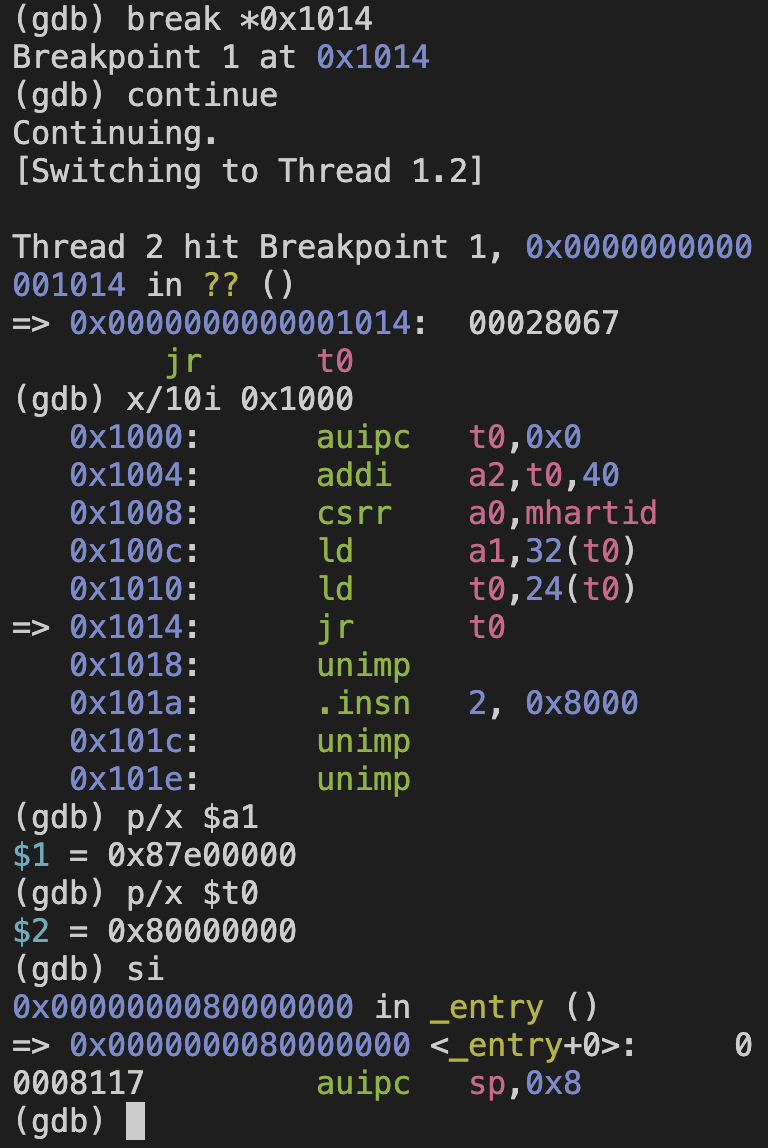 (gdb) break *0x1014
Breakpoint 1 at 0x1014
(gdb) continue
Continuing.
[Switching to Thread 1.2]

Thread 2 hit Breakpoint 1, 0x0000000000
001014 in ?? ()
=> 0x0000000000001014:  00028067
        jr      t0
(gdb) x/10i 0x1000
   0x1000:      auipc   t0,0x0
   0x1004:      addi    a2,t0,40
   0x1008:      csrr    a0,mhartid
   0x100c:      ld      a1,32(t0)
   0x1010:      ld      t0,24(t0)
=> 0x1014:      jr      t0
   0x1018:      unimp
   0x101a:      .insn   2, 0x8000
   0x101c:      unimp
   0x101e:      unimp
(gdb) p/x $a1
$1 = 0x87e00000
(gdb) p/x $t0
$2 = 0x80000000
(gdb) si
0x0000000080000000 in _entry ()
=> 0x0000000080000000 <_entry+0>:     0
0008117         auipc   sp,0x8
(gdb)